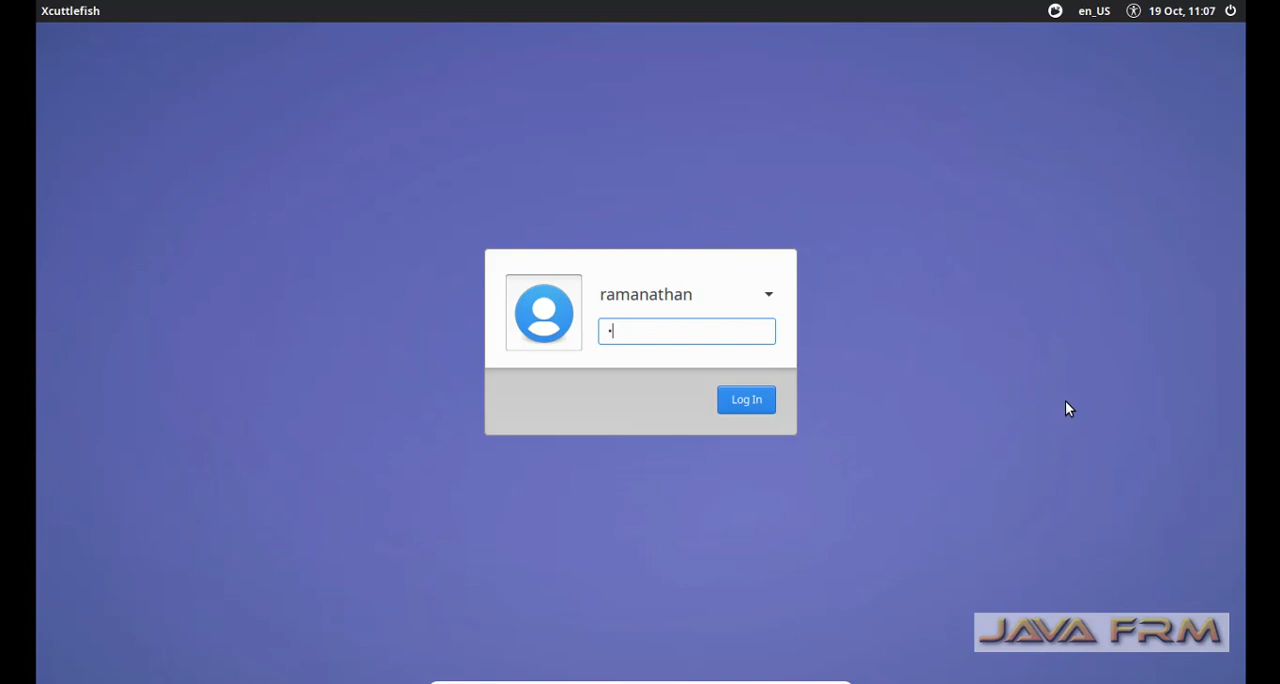 Xcuttlefish
en_US
19 Oct, 11:07
ramanathan
Log In
JAVA FRM